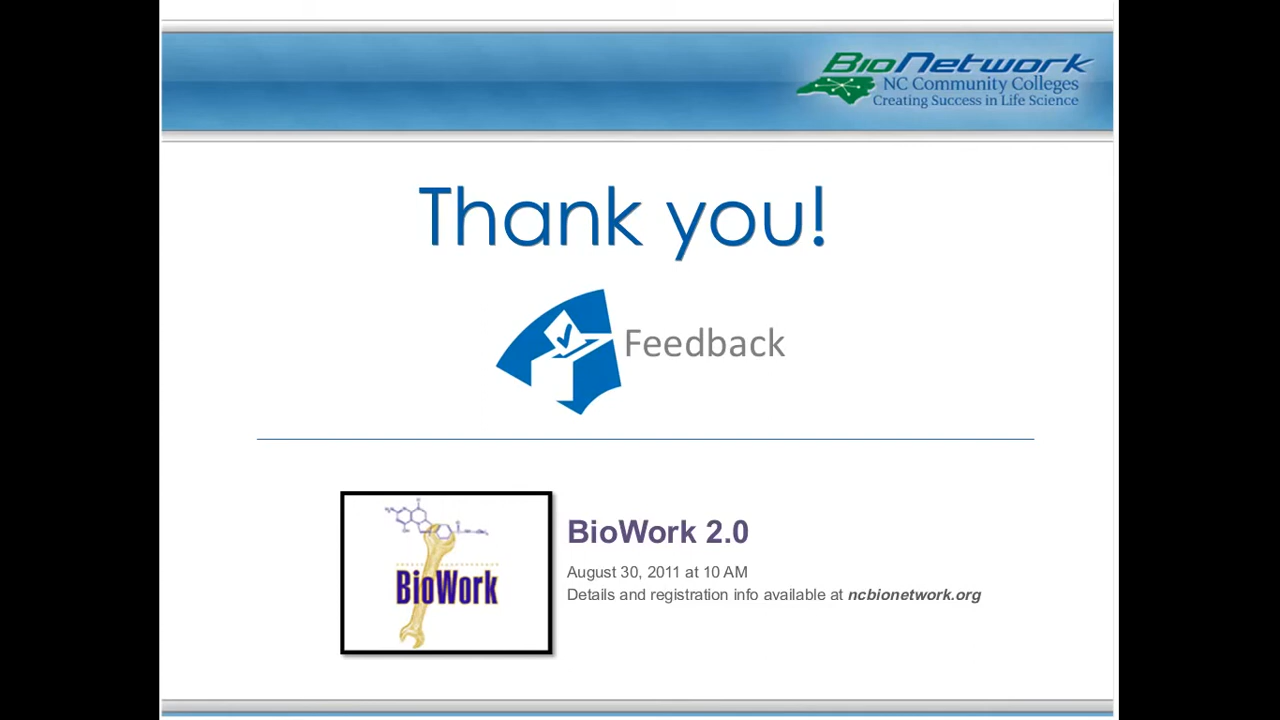 BioNetwork
NC Community Colleges
Creating Success in Life Science
Thank you!
Feedback
BioWork
BioWork 2.0
August 30, 2011 at 10 AM
Details and registration info available at ncbionetwork.org